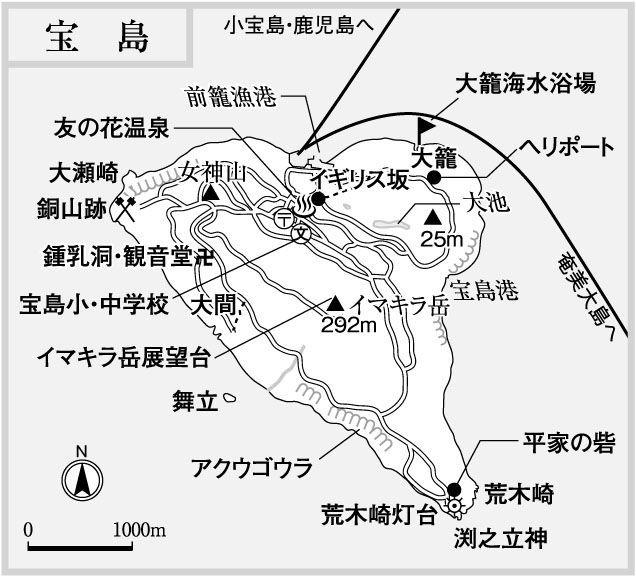 宝島
小宝島・鹿児島へ
大籠海水浴場
前籠漁港
友の花温泉
ヘリポート
大籠
大瀬崎
女神山
イギリス坂
銅山跡
大池
〒
文
25m
鍾乳洞・観音堂卍
奄美大島へ
宝島港
宝島小・中学校
大間
イマキラ岳
292m
イマキラ岳展望台
舞立
平家の砦
アクウゴウラ
N
荒木崎
荒木崎灯台
0
1000m
渕之立神